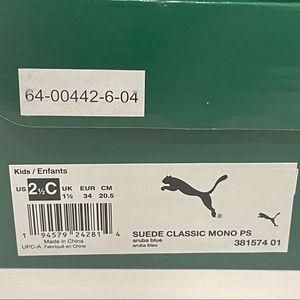 64-00442-6-04
Kids / Enfants
US 2½C UK 1½ EUR 34 CM 20.5
1 94579 24281 4
UPC-A
Made in China
Fabriqué en China
SUEDE CLASSIC MONO PS
aruba blue
aruba bleu
381574 01